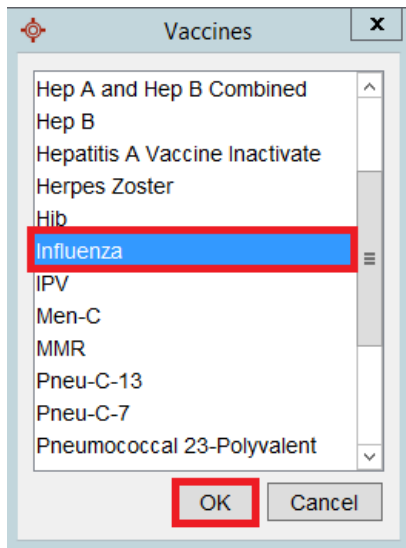 Vaccines
x
Hep A and Hep B Combined
Hep B
Hepatitis A Vaccine Inactivate
Herpes Zoster
Hib
Influenza
IPV
Men-C
MMR
Pneu-C-13
Pneu-C-7
Pneumococcal 23-Polyvalent
OK Cancel